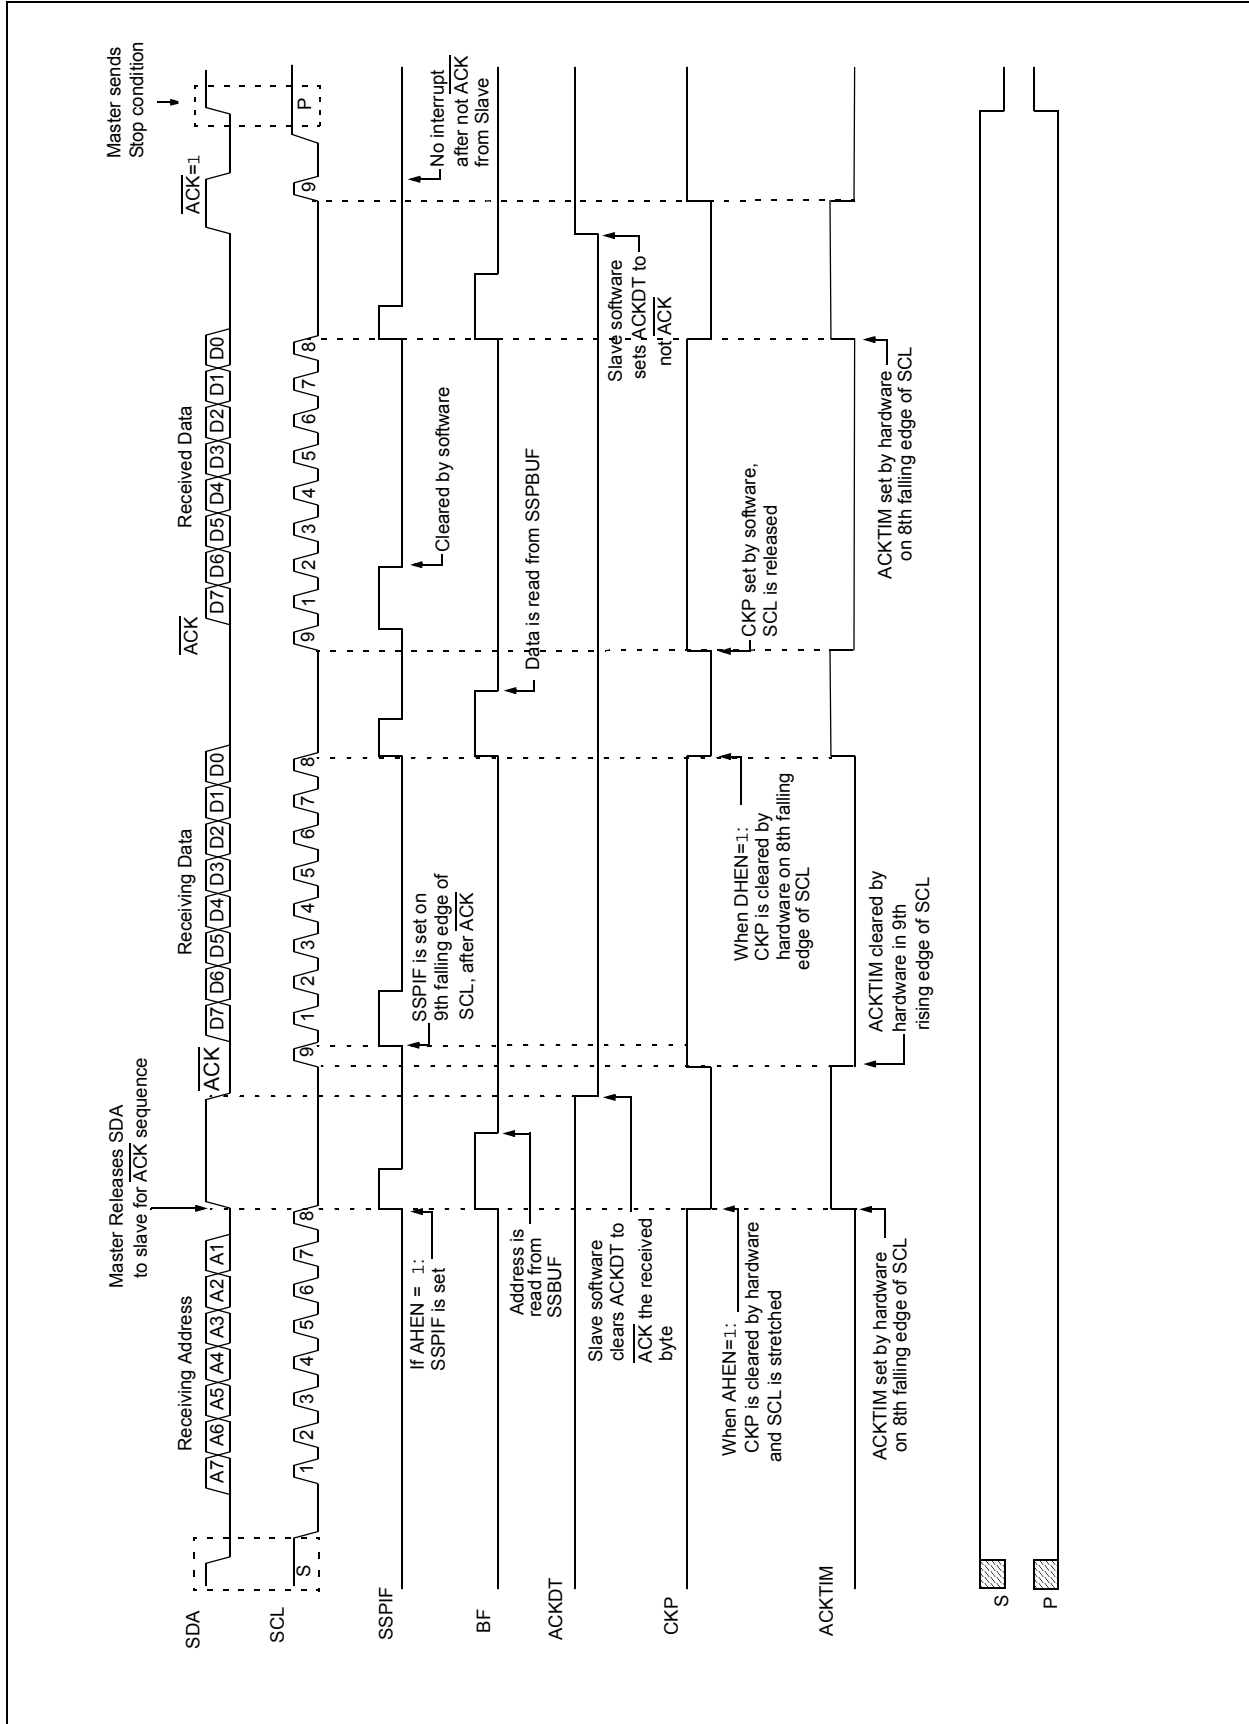 Master Releases SDA
to slave for ACK sequence
Master sends
Stop condition
Receiving Address
Receiving Data
Received Data
ACK
ACK
ACK=1
SDA
A7 A6 A5 A4 A3 A2 A1
D7 D6 D5 D4 D3 D2 D1 D0
D7 D6 D5 D4 D3 D2 D1 D0
SCL
S
1 2 3 4 5 6 7 8 9
1 2 3 4 5 6 7 8 9
1 2 3 4 5 6 7 8 9
P
SSPIF
If AHEN = 1:
SSPIF is set
SSPIF is set on
9th falling edge of
SCL, after ACK
Cleared by software
No interrupt
after not ACK
from Slave
BF
Address is
read from
SSBUF
Data is read from SSPBUF
ACKDT
Slave software
clears ACKDT to
ACK the received
byte
Slave software
sets ACKDT to
not ACK
CKP
When AHEN=1:
CKP is cleared by hardware
and SCL is stretched
When DHEN=1:
CKP is cleared by
hardware on 8th falling
edge of SCL
CKP set by software,
SCL is released
ACKTIM
ACKTIM set by hardware
on 8th falling edge of SCL
ACKTIM cleared by
hardware in 9th
rising edge of SCL
ACKTIM set by hardware
on 8th falling edge of SCL
S
P